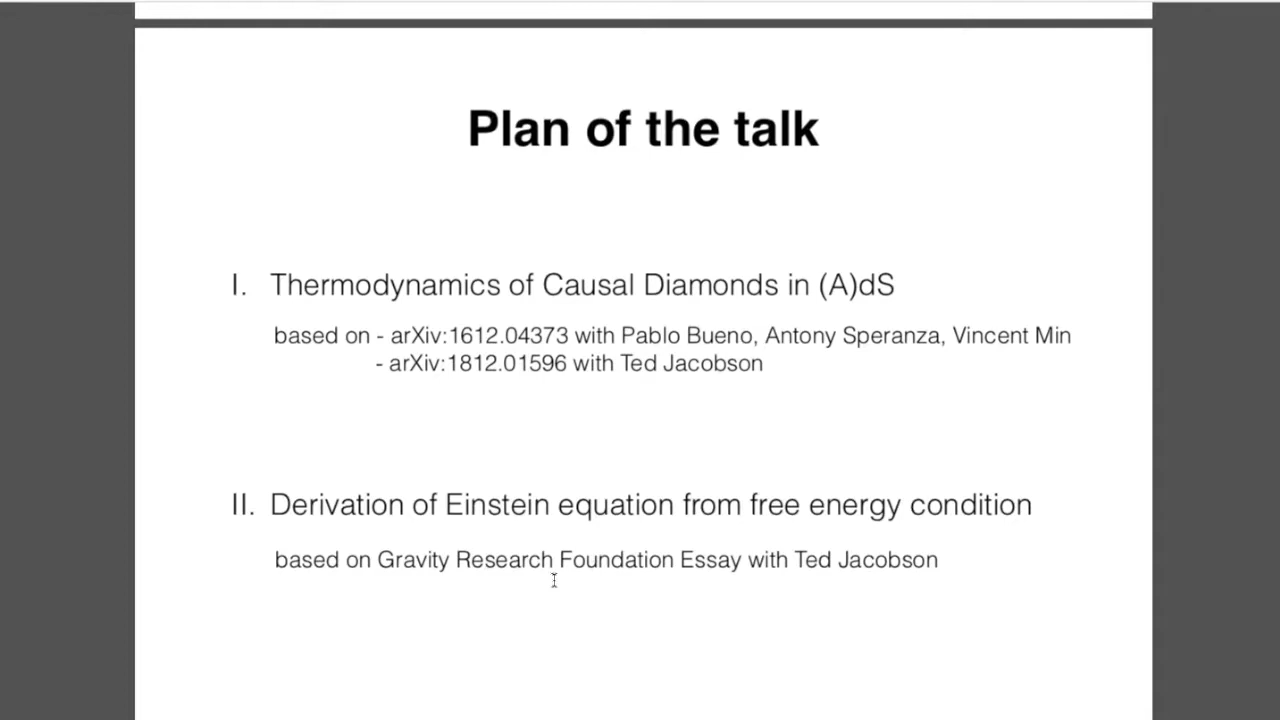 Plan of the talk
I. Thermodynamics of Causal Diamonds in (A)dS
based on - arXiv:1612.04373 with Pablo Bueno, Antony Speranza, Vincent Min
- arXiv:1812.01596 with Ted Jacobson
II. Derivation of Einstein equation from free energy condition
based on Gravity Research Foundation Essay with Ted Jacobson